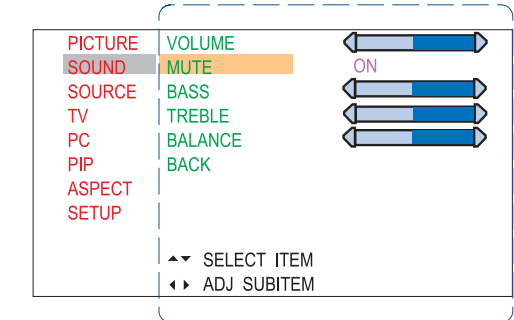 PICTURE
SOUND
SOURCE
TV
PC
PIP
ASPECT
SETUP
VOLUME
MUTE ON
BASS
TREBLE
BALANCE
BACK
SELECT ITEM
ADJ SUBITEM